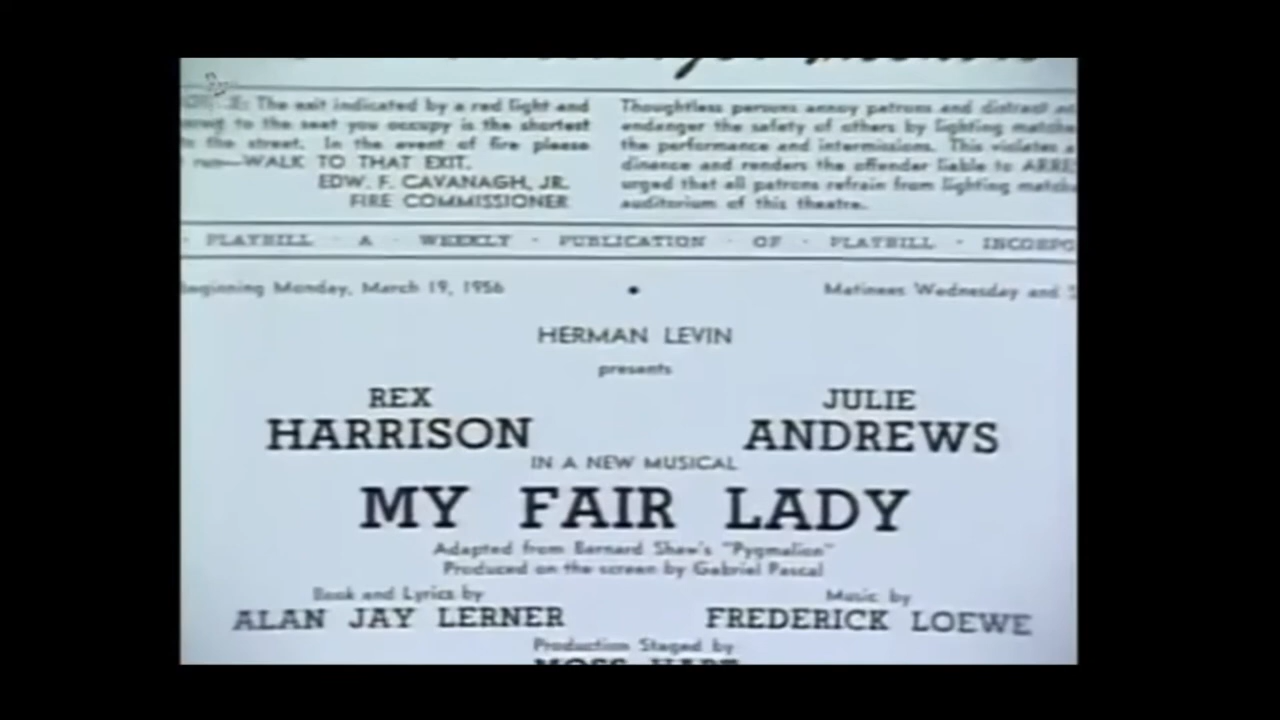 E: The exit indicated by a red light and
to the seat you occupy is the shortest
the street. In the event of fire please
run—WALK TO THAT EXIT.
EDW. F. CAVANAGH, JR.
FIRE COMMISSIONER
Thoughtless persons annoy patrons and distract
endanger the safety of others by lighting
the performance and intermissions. This violates
dinance and renders the offender liable to
urged that all patrons refrain from lighting
auditorium of this theatre.
· PLAYBILL · A · WEEKLY · PUBLICATION · OF · PLAYBILL · INCORPO
eginning Monday, March 19, 1956 • Matinees Wednesday and S
HERMAN LEVIN
presents
REX JULIE
HARRISON ANDREWS
IN A NEW MUSICAL
MY FAIR LADY
Adapted from Bernard Shaw's "Pygmalion"
Produced on the screen by Gabriel Pascal
Book and Lyrics by Music by
ALAN JAY LERNER FREDERICK LOEWE
Production Staged by
MOSS HART